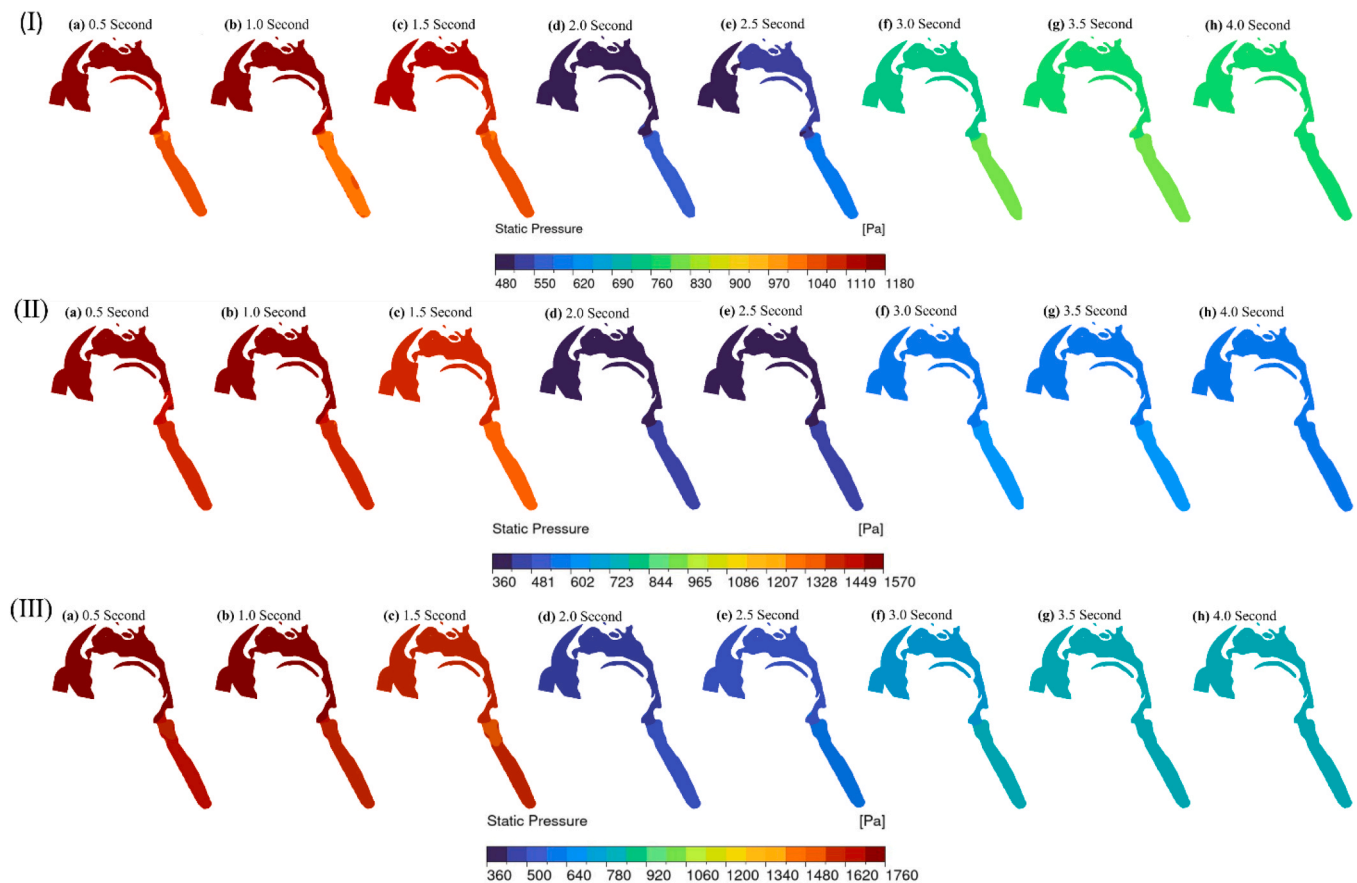 (I)
(a) 0.5 Second (b) 1.0 Second (c) 1.5 Second (d) 2.0 Second (e) 2.5 Second (f) 3.0 Second (g) 3.5 Second (h) 4.0 Second
Static Pressure [Pa]
480 550 620 690 760 830 900 970 1040 1110 1180
(II)
(a) 0.5 Second (b) 1.0 Second (c) 1.5 Second (d) 2.0 Second (e) 2.5 Second (f) 3.0 Second (g) 3.5 Second (h) 4.0 Second
Static Pressure [Pa]
360 481 602 723 844 965 1086 1207 1328 1449 1570
(III)
(a) 0.5 Second (b) 1.0 Second (c) 1.5 Second (d) 2.0 Second (e) 2.5 Second (f) 3.0 Second (g) 3.5 Second (h) 4.0 Second
Static Pressure [Pa]
360 500 640 780 920 1060 1200 1340 1480 1620 1760